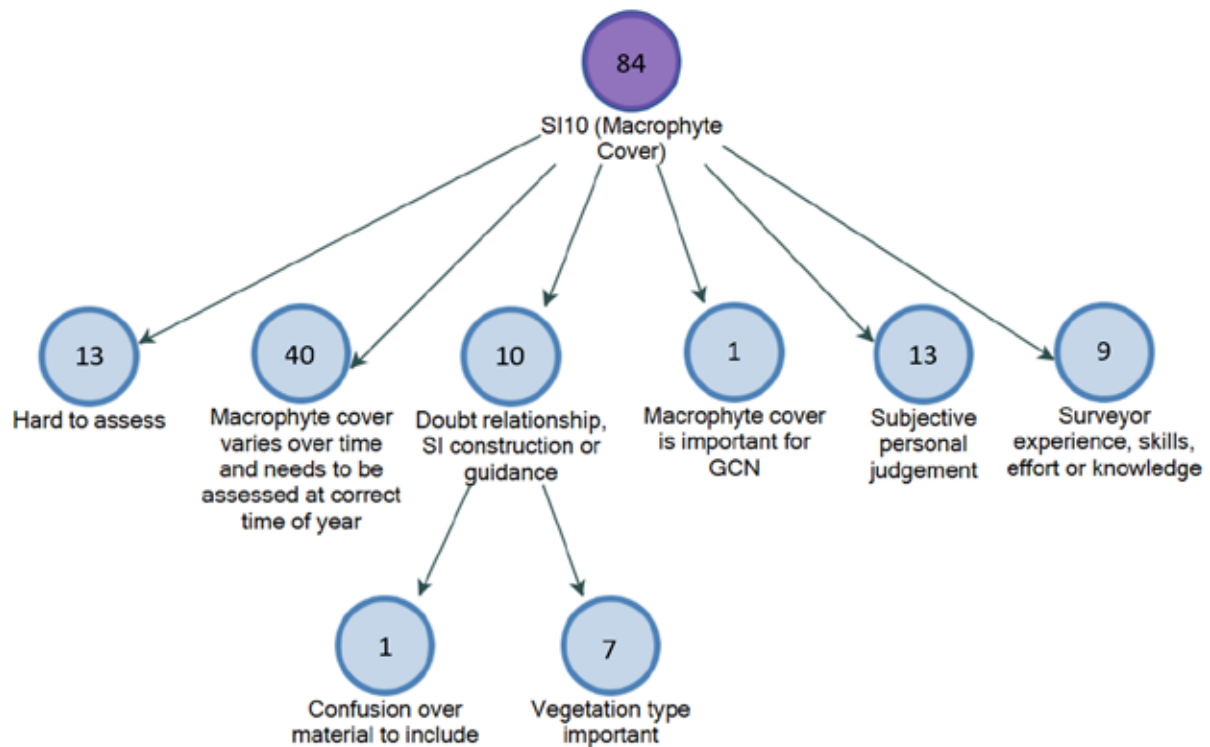 84
SI10 (Macrophyte
Cover)
13
Hard to assess
40
Macrophyte cover
varies over time
and needs to be
assessed at correct
time of year
10
Doubt relationship,
SI construction or
guidance
1
Macrophyte cover
is important for
GCN
13
Subjective
personal
judgement
9
Surveyor
experience, skills,
effort or knowledge
1
Confusion over
material to include
7
Vegetation type
important